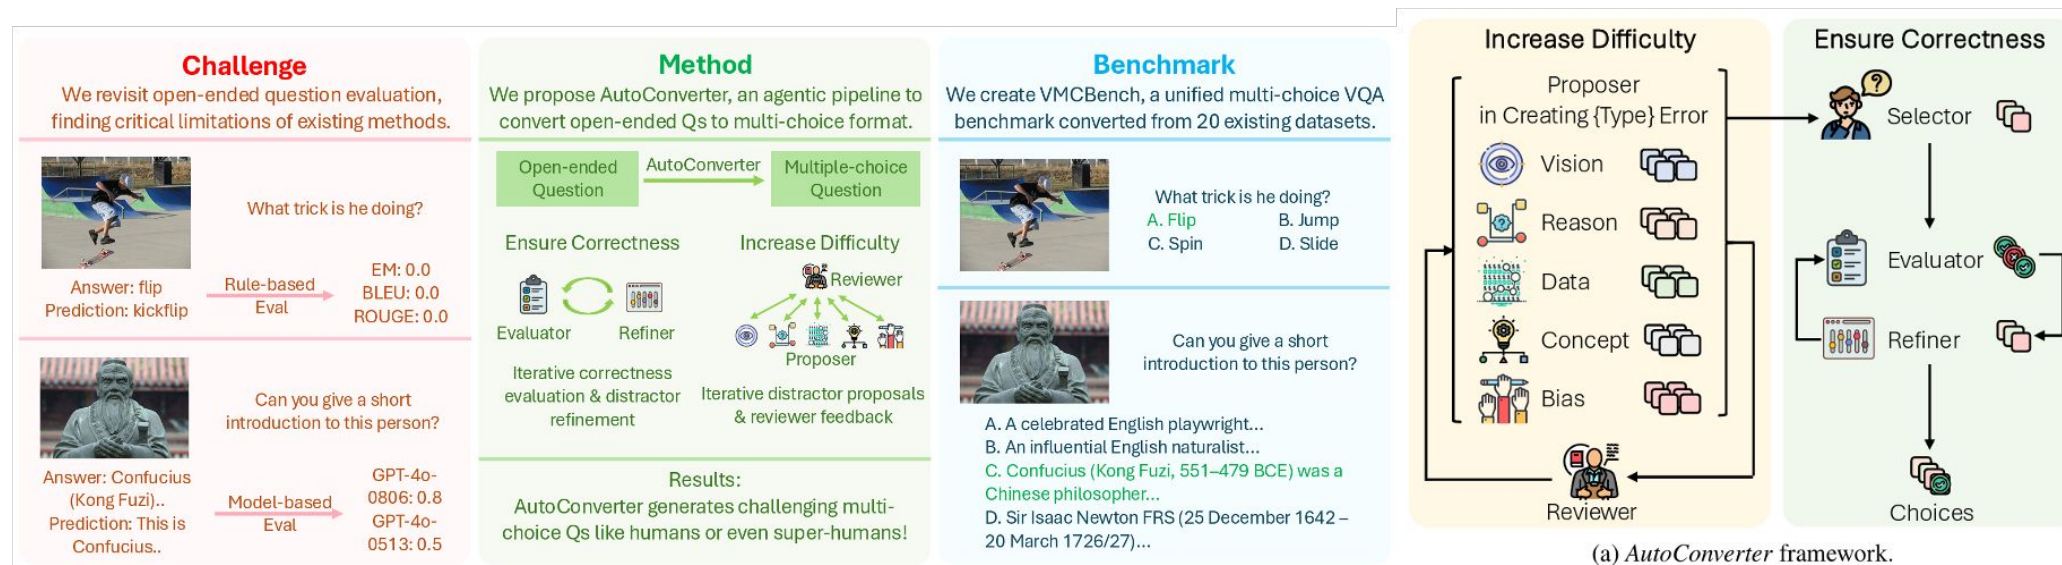 Challenge
We revisit open-ended question evaluation,
finding critical limitations of existing methods.
What trick is he doing?
Answer: flip
Prediction: kickflip
Rule-based
Eval
EM: 0.0
BLEU: 0.0
ROUGE: 0.0
Can you give a short
introduction to this person?
Answer: Confucius
(Kong Fuzi)..
Prediction: This is
Confucius..
Model-based
Eval
GPT-4o-
0806: 0.8
GPT-4o-
0513: 0.5
Method
We propose AutoConverter, an agentic pipeline to
convert open-ended Qs to multi-choice format.
Open-ended
Question
AutoConverter
Multiple-choice
Question
Ensure Correctness
Evaluator
Refiner
Iterative correctness
evaluation & distractor
refinement
Increase Difficulty
Reviewer
Proposer
Iterative distractor proposals
& reviewer feedback
Results:
AutoConverter generates challenging multi-
choice Qs like humans or even super-humans!
Benchmark
We create VMCBench, a unified multi-choice VQA
benchmark converted from 20 existing datasets.
What trick is he doing?
A. Flip
B. Jump
C. Spin
D. Slide
Can you give a short
introduction to this person?
A. A celebrated English playwright...
B. An influential English naturalist...
C. Confucius (Kong Fuzi, 551–479 BCE) was a
Chinese philosopher...
D. Sir Isaac Newton FRS (25 December 1642 –
20 March 1726/27)...
Increase Difficulty
Proposer
in Creating {Type} Error
Vision
Reason
Data
Concept
Bias
Reviewer
Ensure Correctness
Selector
Evaluator
Refiner
Choices
(a) AutoConverter framework.